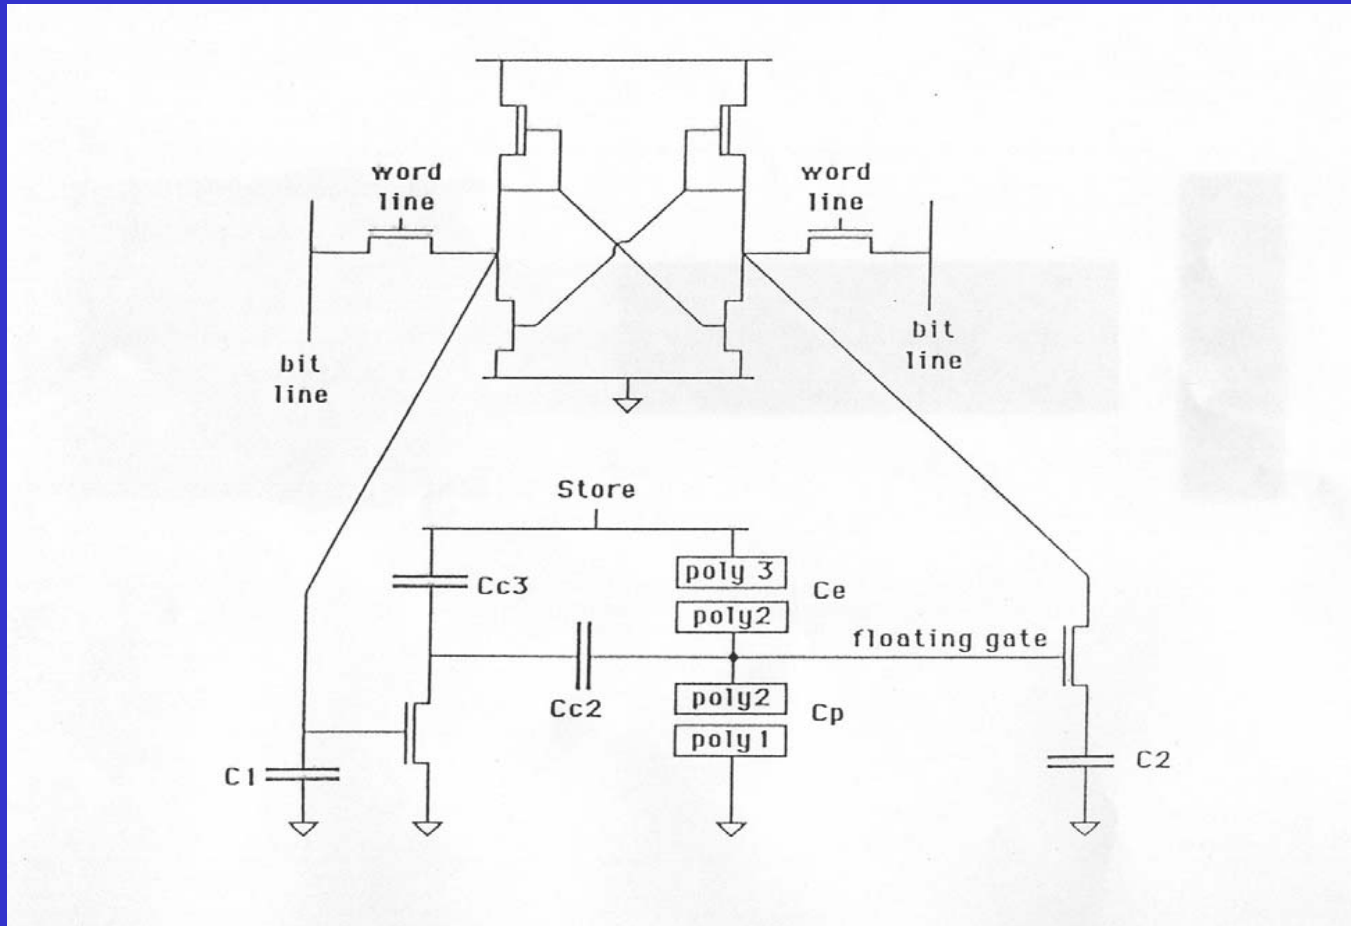 word
line
word
line
bit
line
bit
line
Store
Cc3
poly 3
Ce
poly2
floating gate
Cc2
poly2
Cp
poly 1
C1
C2